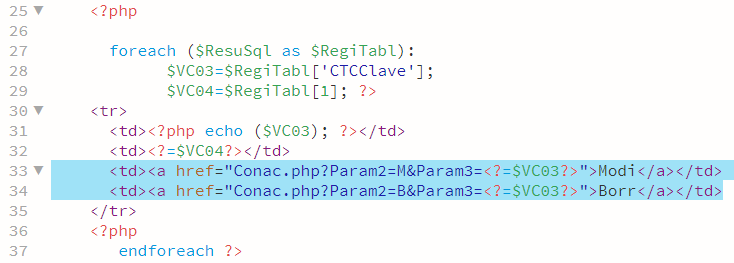 25 ▼ <?php
26
27 foreach ($ResuSql as $RegiTabl):
28 $VC03=$RegiTabl['CTCClave'];
29 $VC04=$RegiTabl[1]; ?>
30 ▼ <tr>
31 <td><?php echo ($VC03); ?></td>
32 <td><?=$VC04?></td>
33 ▼ <td><a href="Conac.php?Param2=M&Param3=<?=$VC03?>">Modi</a></td>
34 <td><a href="Conac.php?Param2=B&Param3=<?=$VC03?>">Borr</a></td>
35 </tr>
36 <?php
37 endforeach ?>